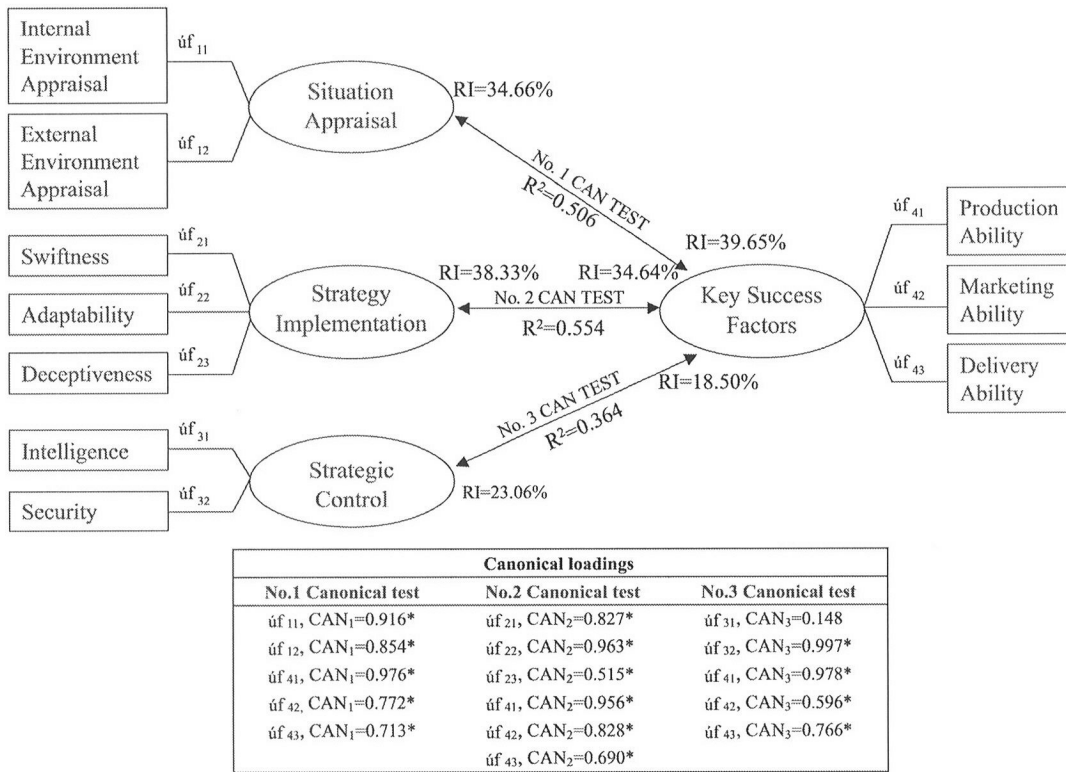 Internal
Environment
Appraisal
úf 11
External
Environment
Appraisal
úf 12
Situation
Appraisal
RI=34.66%
No. 1 CAN TEST
R²=0.506
RI=39.65%
Swiftness
úf 21
Adaptability
úf 22
Deceptiveness
úf 23
Strategy
Implementation
RI=38.33%
RI=34.64%
No. 2 CAN TEST
R²=0.554
Key Success
Factors
úf 41
Production
Ability
úf 42
Marketing
Ability
úf 43
Delivery
Ability
RI=18.50%
No. 3 CAN TEST
R²=0.364
Intelligence
úf 31
Security
úf 32
Strategic
Control
RI=23.06%
Canonical loadings
No.1 Canonical test No.2 Canonical test No.3 Canonical test
úf 11, CAN₁=0.916* úf 21, CAN₂=0.827* úf 31, CAN₃=0.148
úf 12, CAN₁=0.854* úf 22, CAN₂=0.963* úf 32, CAN₃=0.997*
úf 41, CAN₁=0.976* úf 23, CAN₂=0.515* úf 41, CAN₃=0.978*
úf 42, CAN₁=0.772* úf 41, CAN₂=0.956* úf 42, CAN₃=0.596*
úf 43, CAN₁=0.713* úf 42, CAN₂=0.828* úf 43, CAN₃=0.766*
úf 43, CAN₂=0.690*